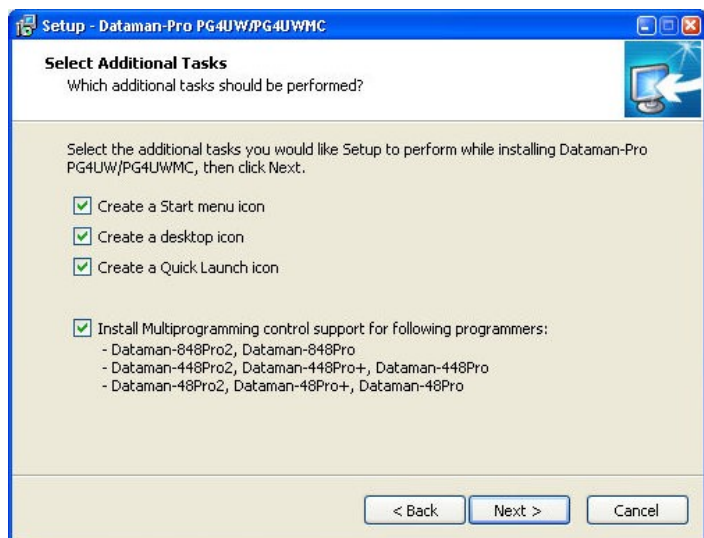 Setup - Dataman-Pro PG4UW/PG4UWMC
Select Additional Tasks
Which additional tasks should be performed?
Select the additional tasks you would like Setup to perform while installing Dataman-Pro
PG4UW/PG4UWMC, then click Next.
Create a Start menu icon
Create a desktop icon
Create a Quick Launch icon
Install Multiprogramming control support for following programmers:
- Dataman-848Pro2, Dataman-848Pro
- Dataman-448Pro2, Dataman-448Pro+, Dataman-448Pro
- Dataman-48Pro2, Dataman-48Pro+, Dataman-48Pro
< Back Next > Cancel